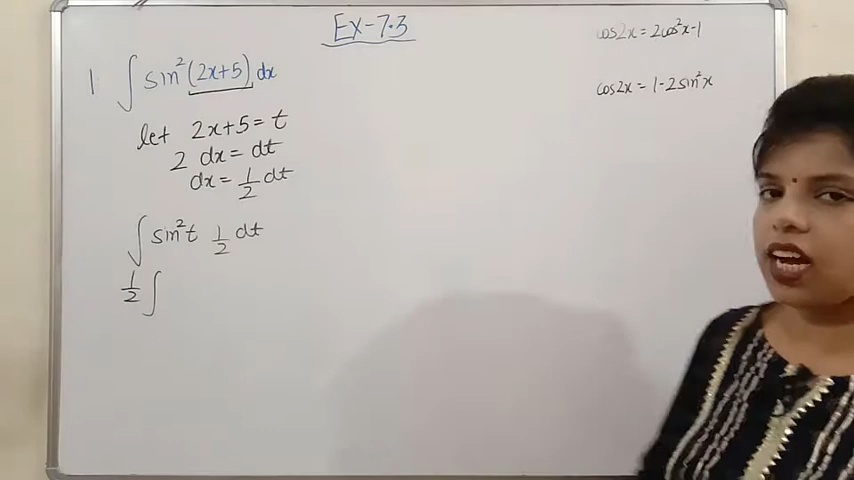 EX-7.3
1 ∫ sin²(2x+5) dx
let 2x+5 = t
2 dx = dt
dx = 1/2 dt
∫ sin²t 1/2 dt
1/2 ∫
cos2x = 2cos²x-1
cos2x = 1-2sin²x